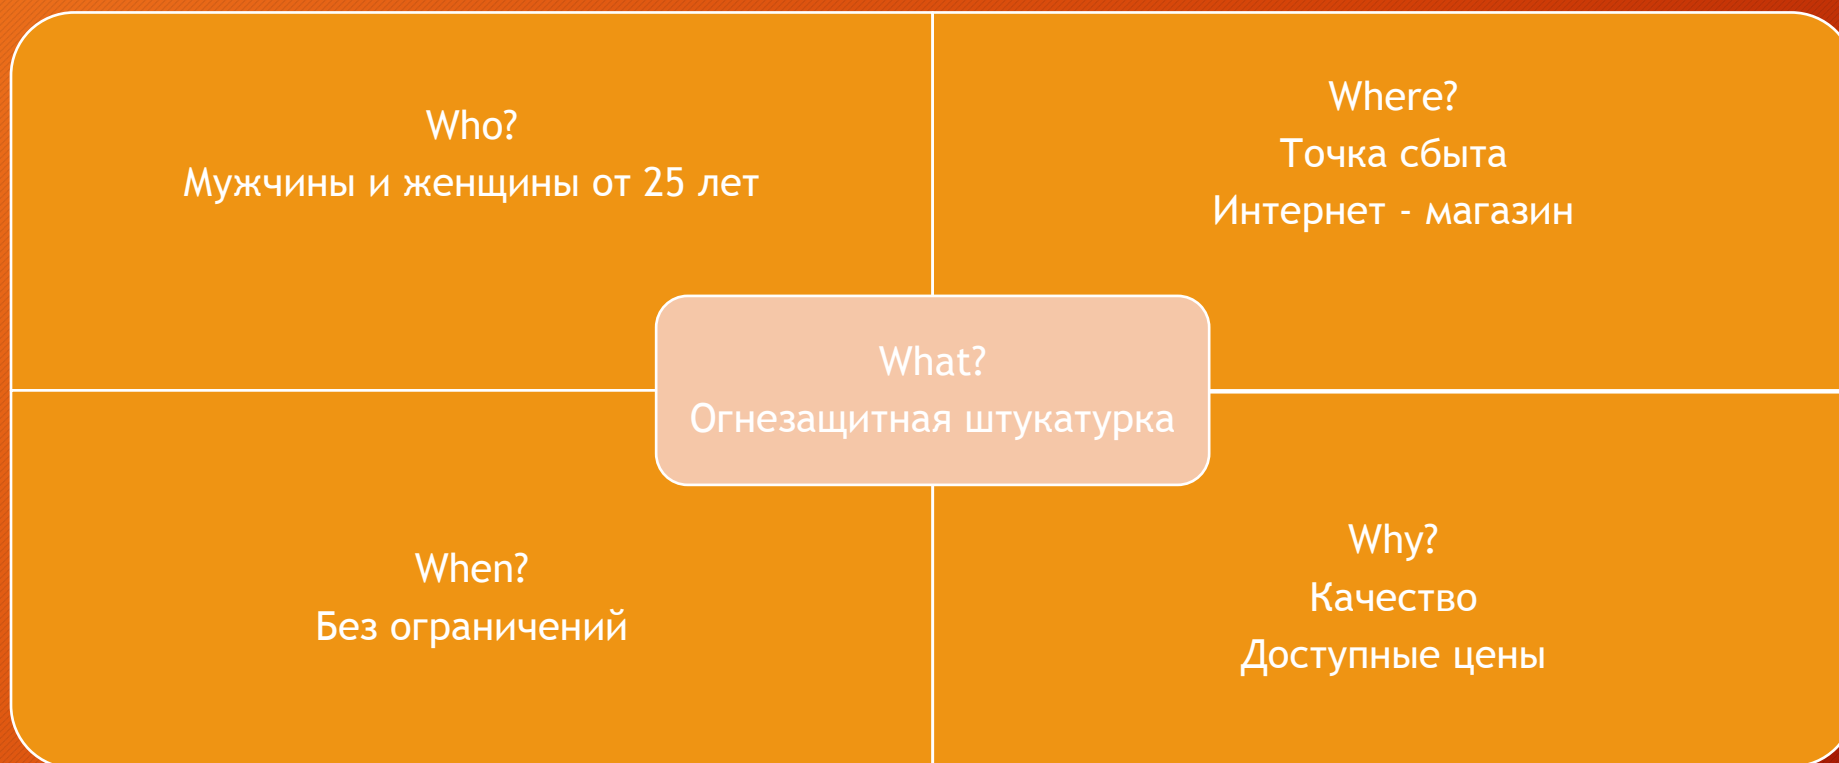 Who?
Мужчины и женщины от 25 лет
Where?
Точка сбыта
Интернет - магазин
What?
Огнезащитная штукатурка
When?
Без ограничений
Why?
Качество
Доступные цены